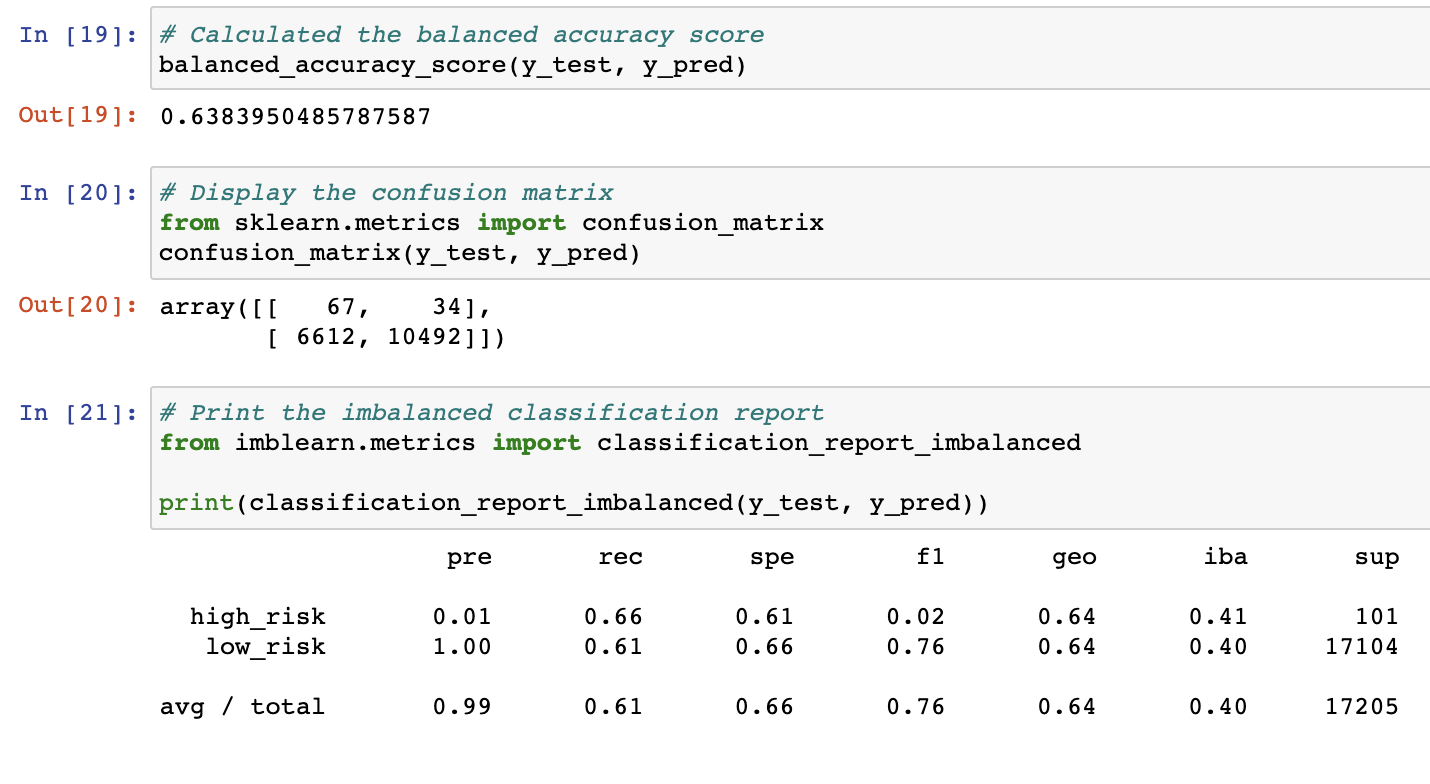 In [19]: # Calculated the balanced accuracy score
balanced_accuracy_score(y_test, y_pred)
Out[19]: 0.6383950485787587
In [20]: # Display the confusion matrix
from sklearn.metrics import confusion_matrix
confusion_matrix(y_test, y_pred)
Out[20]: array([[   67,    34],
       [ 6612, 10492]])
In [21]: # Print the imbalanced classification report
from imblearn.metrics import classification_report_imbalanced
print(classification_report_imbalanced(y_test, y_pred))
pre rec spe f1 geo iba sup
high_risk 0.01 0.66 0.61 0.02 0.64 0.41 101
low_risk 1.00 0.61 0.66 0.76 0.64 0.40 17104
avg / total 0.99 0.61 0.66 0.76 0.64 0.40 17205